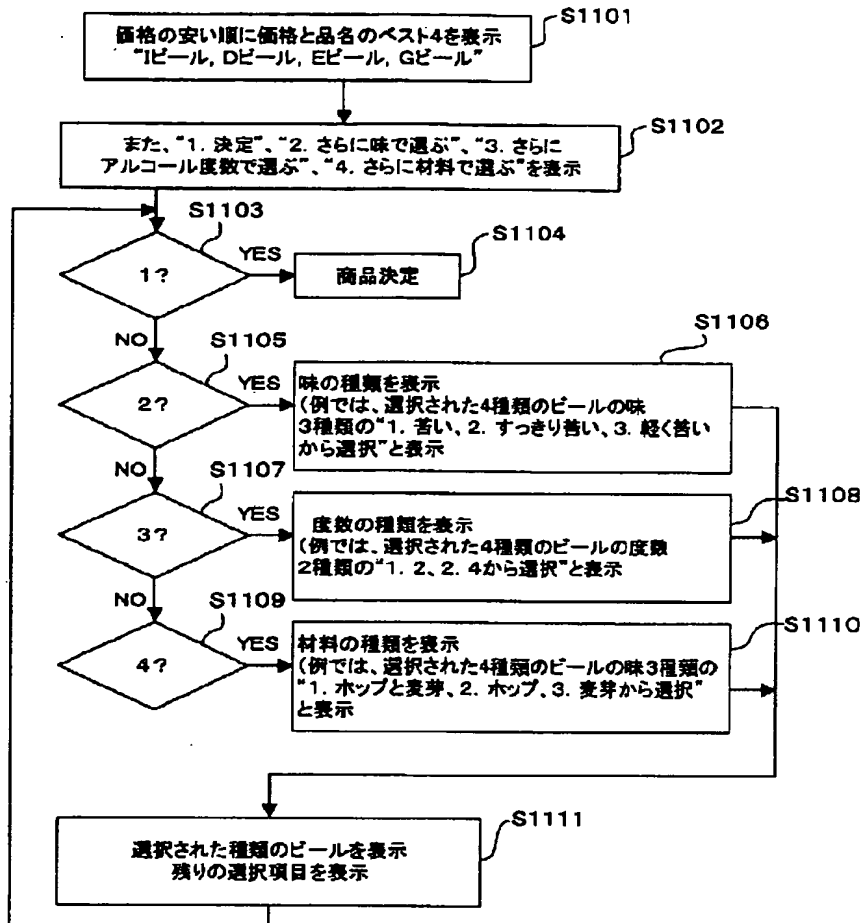 S1101
価格の安い順に価格と品名のベスト4を表示
“Iビール, Dビール, Eビール, Gビール”
S1102
また、“1. 決定”、“2. さらに味で選ぶ”、“3. さらに
アルコール度数で選ぶ”、“4. さらに材料で選ぶ”を表示
S1103
1?
YES
S1104
商品決定
NO
S1105
2?
YES
S1106
味の種類を表示
(例では、選択された4種類のビールの味
3種類の“1. 苦い、2. すっきり苦い、3. 軽く苦い
から選択”と表示
NO
S1107
3?
YES
S1108
度数の種類を表示
(例では、選択された4種類のビールの度数
2種類の“1. 2、2. 4から選択”と表示
NO
S1109
4?
YES
S1110
材料の種類を表示
(例では、選択された4種類のビールの味3種類の
“1. ホップと麦芽、2. ホップ、3. 麦芽から選択”
と表示
S1111
選択された種類のビールを表示
残りの選択項目を表示